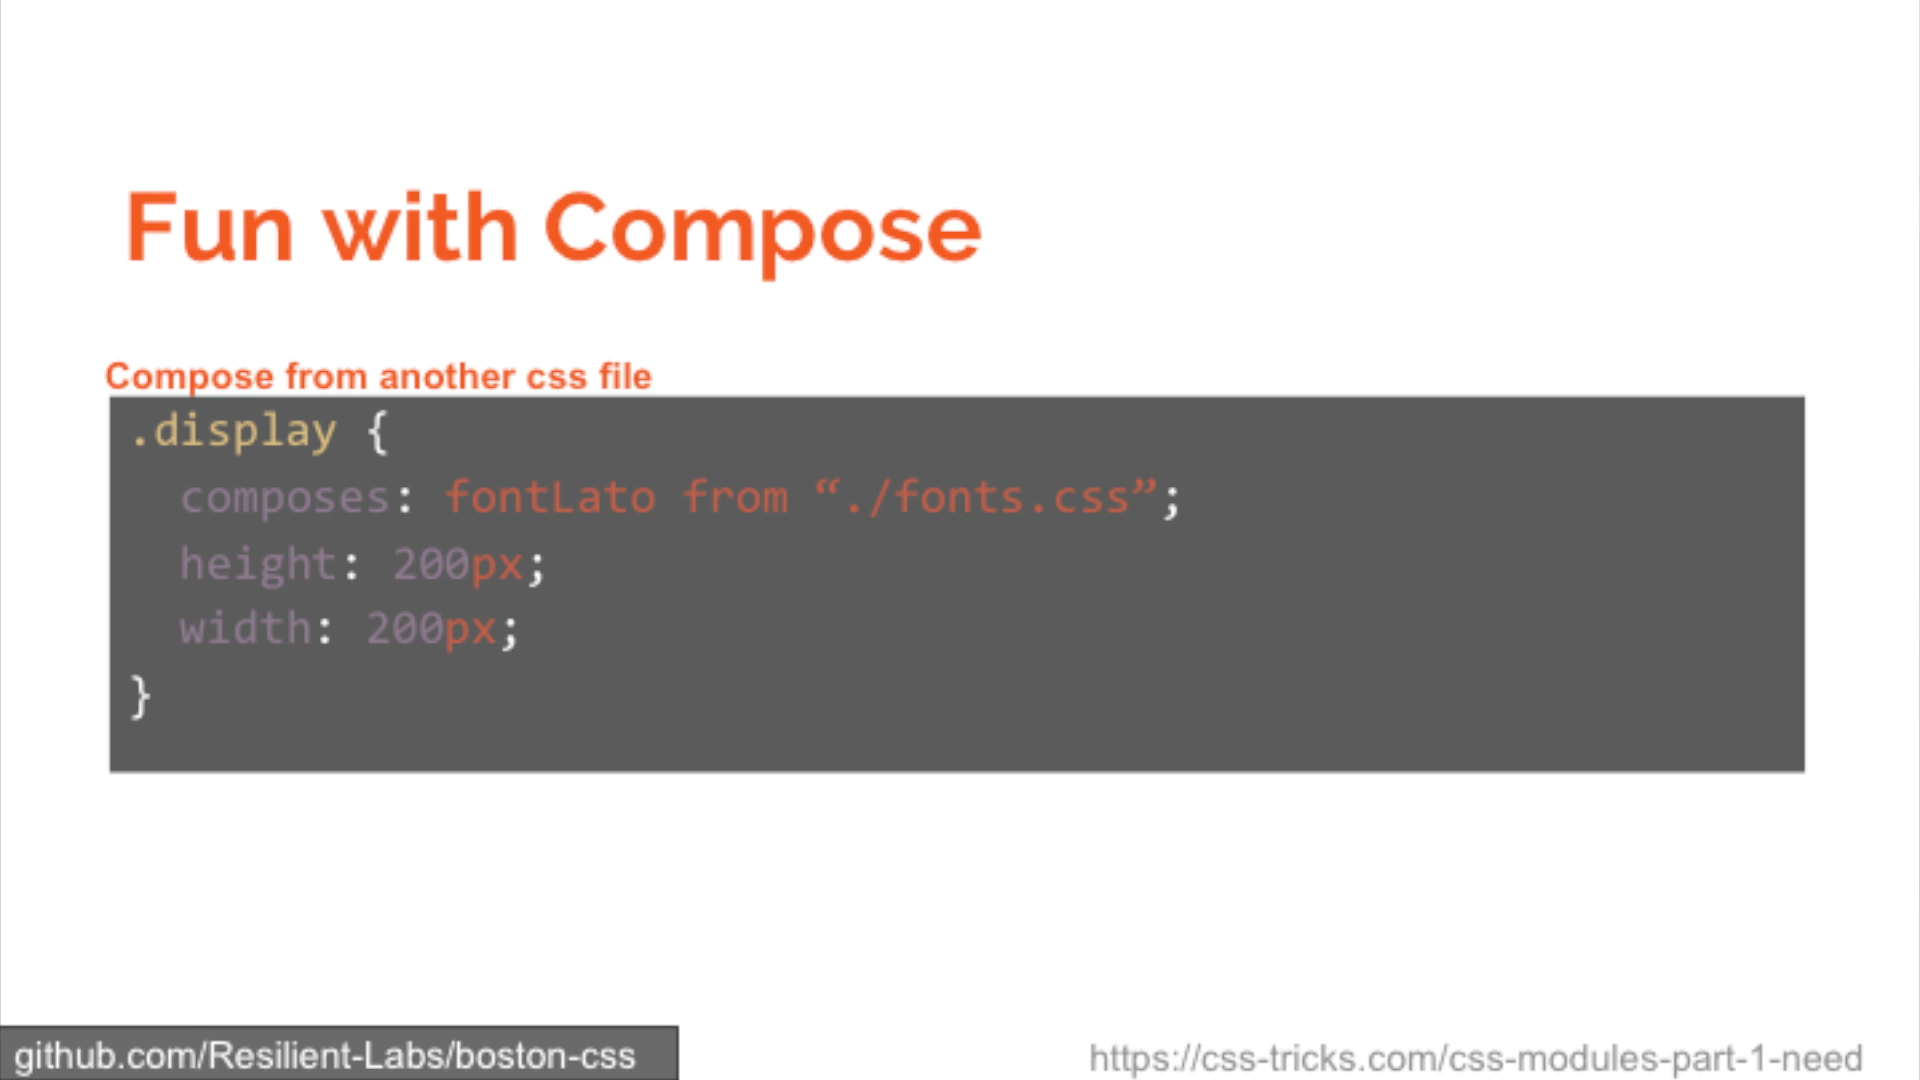 Fun with Compose
Compose from another css file
.display {
  composes: fontLato from “./fonts.css”;
  height: 200px;
  width: 200px;
}
github.com/Resilient-Labs/boston-css
https://css-tricks.com/css-modules-part-1-need